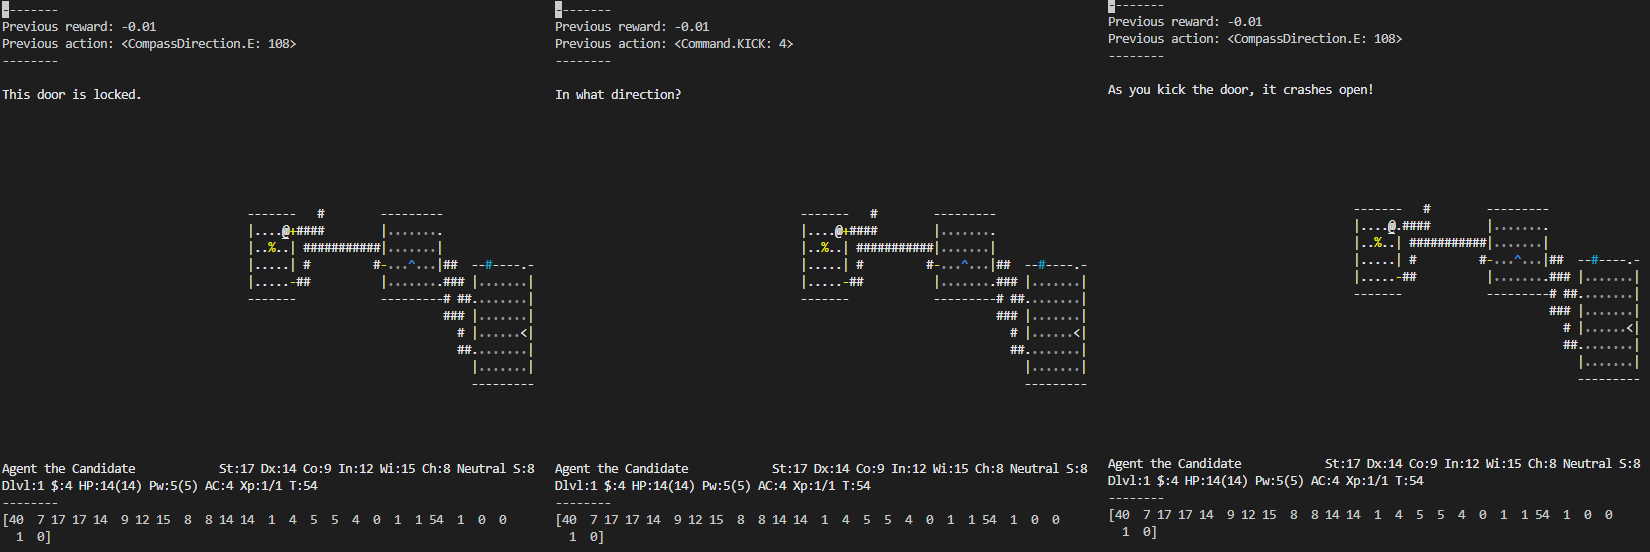 --------
Previous reward: -0.01
Previous action: <CompassDirection.E: 108>
--------
This door is locked.
-------   #       ---------
|....@+####       |........
|..%..| ###########|.......|
|.....| #        #-...^...|##  --#----.-
|.....-##         |........### |.......|
-------           ---------# ##........|
### |.......|
# |......<|
##........|
|.......|
---------
Agent the Candidate          St:17 Dx:14 Co:9 In:12 Wi:15 Ch:8 Neutral S:8
Dlvl:1 $:4 HP:14(14) Pw:5(5) AC:4 Xp:1/1 T:54
--------
[40  7 17 17 14  9 12 15  8  8 14 14  1  4  5  5  4  0  1  1 54  1  0  0
1  0]
--------
Previous reward: -0.01
Previous action: <Command.KICK: 4>
--------
In what direction?
-------   #       ---------
|....@+####       |........
|..%..| ###########|.......|
|.....| #        #-...^...|##  --#----.-
|.....-##         |........### |.......|
-------           ---------# ##........|
### |.......|
# |......<|
##........|
|.......|
---------
Agent the Candidate          St:17 Dx:14 Co:9 In:12 Wi:15 Ch:8 Neutral S:8
Dlvl:1 $:4 HP:14(14) Pw:5(5) AC:4 Xp:1/1 T:54
--------
[40  7 17 17 14  9 12 15  8  8 14 14  1  4  5  5  4  0  1  1 54  1  0  0
1  0]
--------
Previous reward: -0.01
Previous action: <CompassDirection.E: 108>
--------
As you kick the door, it crashes open!
-------   #       ---------
|....@.####       |........
|..%..| ###########|.......|
|.....| #        #-...^...|##  --#----.-
|.....-##         |........### |.......|
-------           ---------# ##........|
### |.......|
# |......<|
##........|
|.......|
---------
Agent the Candidate          St:17 Dx:14 Co:9 In:12 Wi:15 Ch:8 Neutral S:8
Dlvl:1 $:4 HP:14(14) Pw:5(5) AC:4 Xp:1/1 T:54
--------
[40  7 17 17 14  9 12 15  8  8 14 14  1  4  5  5  4  0  1  1 54  1  0  0
1  0]